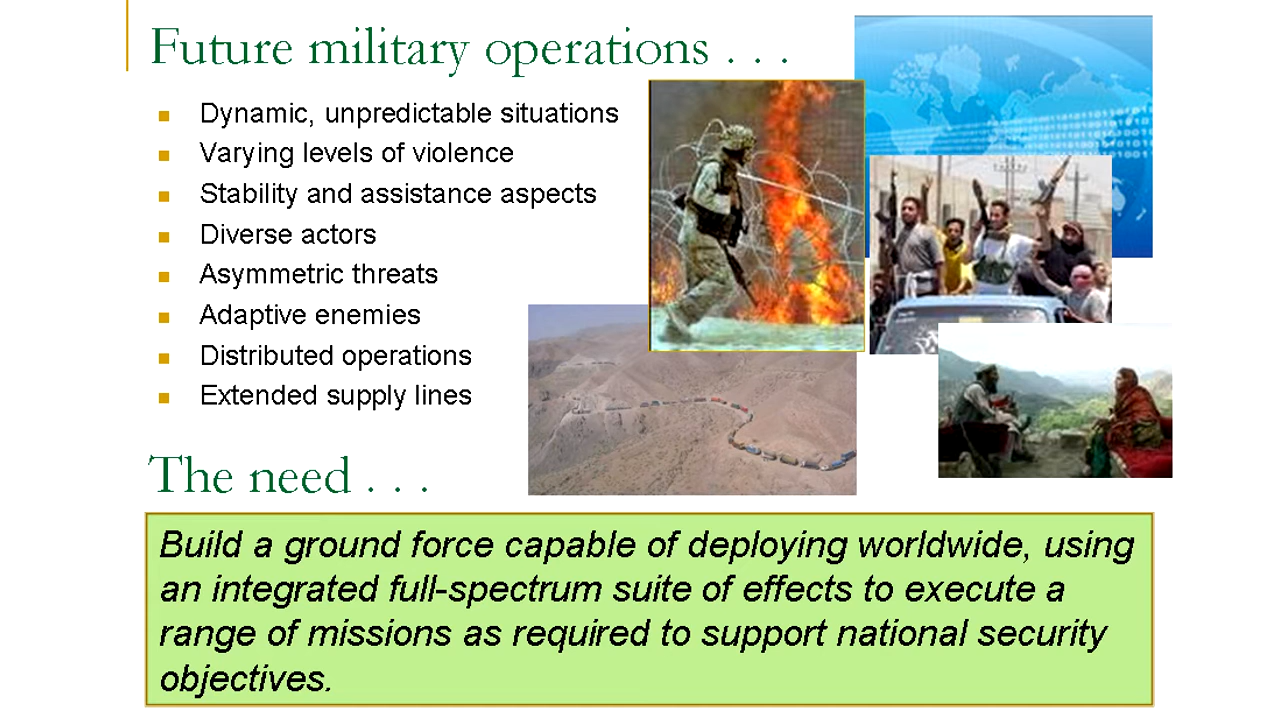 Future military operations . . .
Dynamic, unpredictable situations
Varying levels of violence
Stability and assistance aspects
Diverse actors
Asymmetric threats
Adaptive enemies
Distributed operations
Extended supply lines
The need . . .
Build a ground force capable of deploying worldwide, using
an integrated full-spectrum suite of effects to execute a
range of missions as required to support national security
objectives.